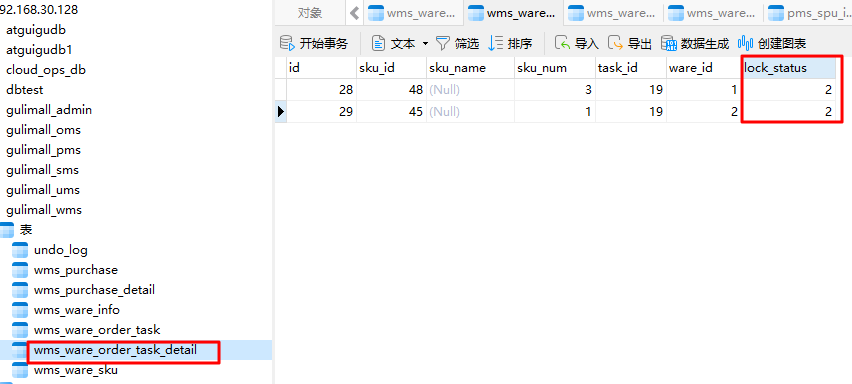 92.168.30.128
atguigudb
atguigudb1
cloud_ops_db
dbtest
gulimall_admin
gulimall_oms
gulimall_pms
gulimall_sms
gulimall_ums
gulimall_wms
表
undo_log
wms_purchase
wms_purchase_detail
wms_ware_info
wms_ware_order_task
wms_ware_order_task_detail
wms_ware_sku
对象 wms_ware... wms_ware... wms_ware... wms_ware... pms_spu_i...
开始事务 文本 筛选 排序 导入 导出 数据生成 创建图表
id sku_id sku_name sku_num task_id ware_id lock_status
28 48 (Null) 3 19 1 2
29 45 (Null) 1 19 2 2